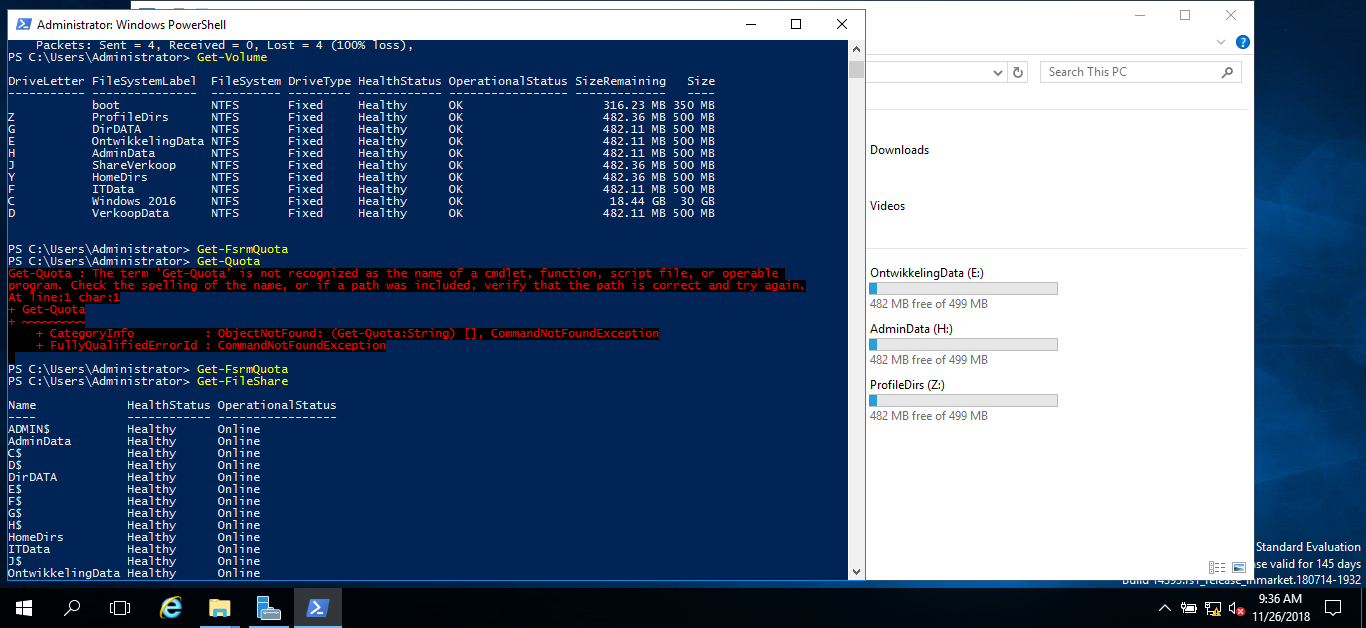 Administrator: Windows PowerShell
Packets: Sent = 4, Received = 0, Lost = 4 (100% loss),
PS C:\Users\Administrator> Get-Volume
DriveLetter FileSystemLabel FileSystem DriveType HealthStatus OperationalStatus SizeRemaining Size
----------- --------------- ---------- --------- ------------ ----------------- ------------- ----
boot NTFS Fixed Healthy OK 316.23 MB 350 MB
Z ProfileDirs NTFS Fixed Healthy OK 482.36 MB 500 MB
G DirDATA NTFS Fixed Healthy OK 482.11 MB 500 MB
E OntwikkelingData NTFS Fixed Healthy OK 482.11 MB 500 MB
H AdminData NTFS Fixed Healthy OK 482.11 MB 500 MB
J ShareVerkoop NTFS Fixed Healthy OK 482.36 MB 500 MB
Y HomeDirs NTFS Fixed Healthy OK 482.36 MB 500 MB
F ITData NTFS Fixed Healthy OK 482.11 MB 500 MB
C Windows 2016 NTFS Fixed Healthy OK 18.44 GB 30 GB
D VerkoopData NTFS Fixed Healthy OK 482.11 MB 500 MB
PS C:\Users\Administrator> Get-FsrmQuota
PS C:\Users\Administrator> Get-Quota
Get-Quota : The term 'Get-Quota' is not recognized as the name of a cmdlet, function, script file, or operable
program. Check the spelling of the name, or if a path was included, verify that the path is correct and try again.
At line:1 char:1
+ Get-Quota
+ ~~~~~~~~~
+ CategoryInfo : ObjectNotFound: (Get-Quota:String) [], CommandNotFoundException
+ FullyQualifiedErrorId : CommandNotFoundException
PS C:\Users\Administrator> Get-FsrmQuota
PS C:\Users\Administrator> Get-FileShare
Name HealthStatus OperationalStatus
---- ------------ -----------------
ADMIN$ Healthy Online
AdminData Healthy Online
C$ Healthy Online
D$ Healthy Online
DirDATA Healthy Online
E$ Healthy Online
F$ Healthy Online
G$ Healthy Online
H$ Healthy Online
HomeDirs Healthy Online
ITData Healthy Online
J$ Healthy Online
OntwikkelingData Healthy Online
Search This PC
Downloads
Videos
OntwikkelingData (E:)
482 MB free of 499 MB
AdminData (H:)
482 MB free of 499 MB
ProfileDirs (Z:)
482 MB free of 499 MB
Standard Evaluation
se valid for 145 days
Build 14393.rs1_release_inmarket.180714-1932
9:36 AM
11/26/2018